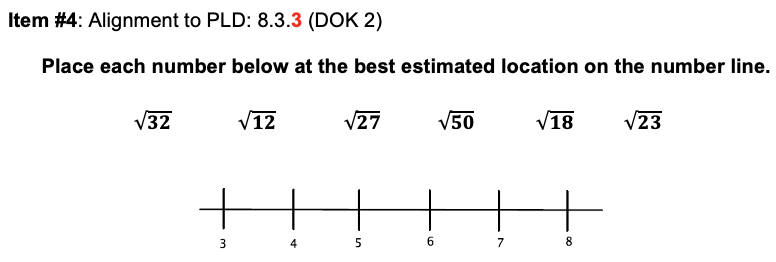 Item #4: Alignment to PLD: 8.3.3 (DOK 2)
Place each number below at the best estimated location on the number line.
√32 √12 √27 √50 √18 √23
3 4 5 6 7 8